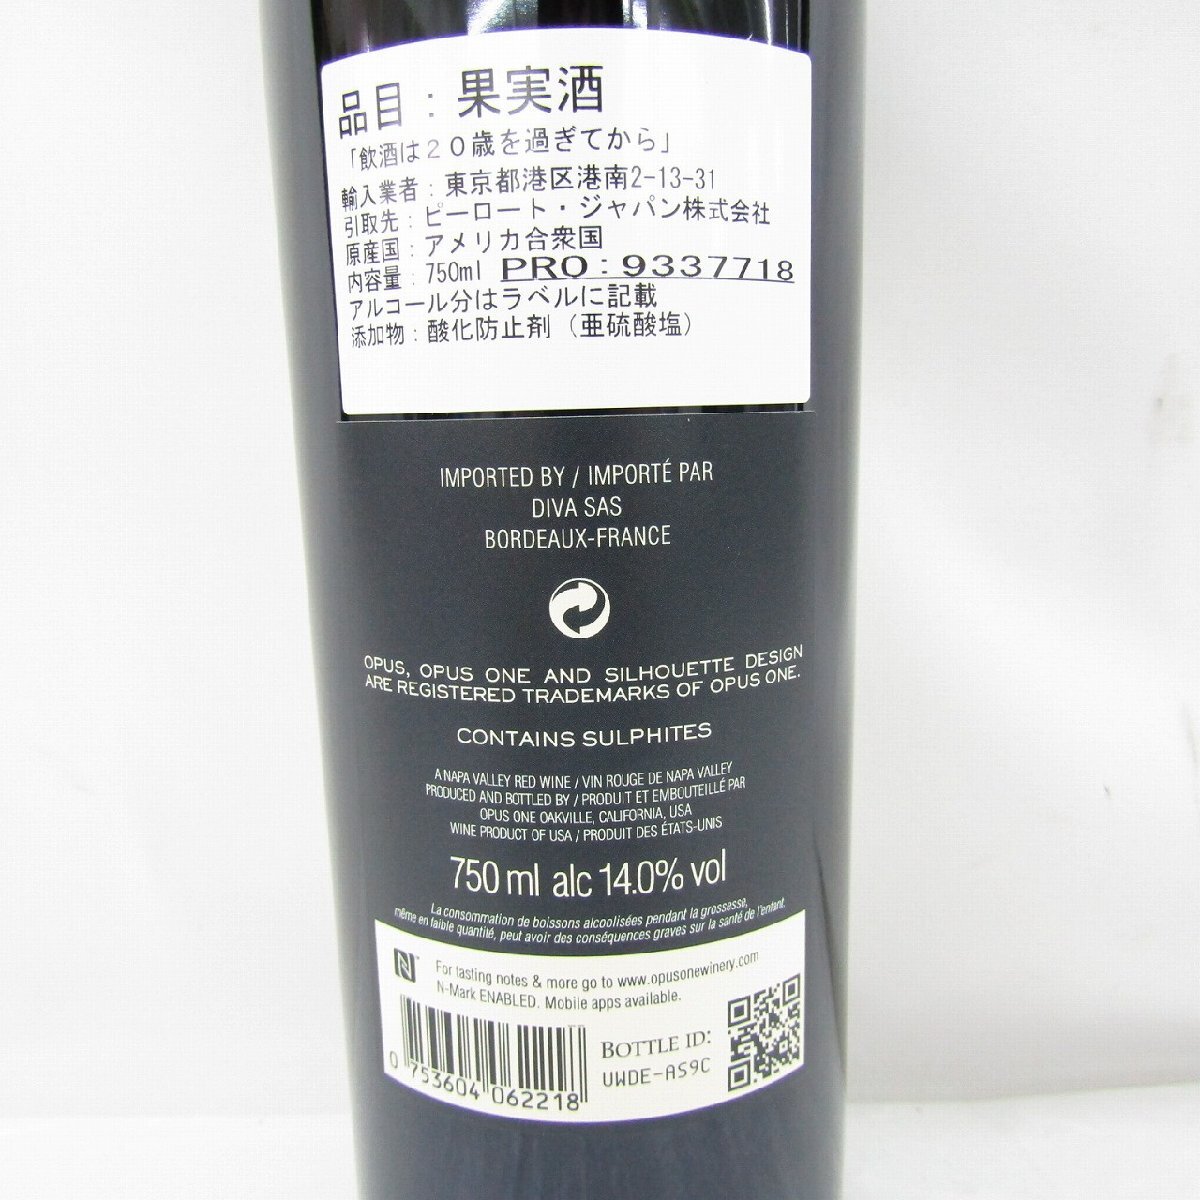 品目：果実酒
「飲酒は２０歳を過ぎてから」
輸入業者：東京都港区港南2-13-31
引取先：ピーロート・ジャパン株式会社
原産国：アメリカ合衆国
内容量：750ml PRO：9337718
アルコール分はラベルに記載
添加物：酸化防止剤（亜硫酸塩）
IMPORTED BY / IMPORTÉ PAR
DIVA SAS
BORDEAUX-FRANCE
OPUS, OPUS ONE AND SILHOUETTE DESIGN
ARE REGISTERED TRADEMARKS OF OPUS ONE.
CONTAINS SULPHITES
A NAPA VALLEY RED WINE / VIN ROUGE DE NAPA VALLEY
PRODUCED AND BOTTLED BY / PRODUIT ET EMBOUTEILLÉ PAR
OPUS ONE OAKVILLE, CALIFORNIA, USA
WINE PRODUCT OF USA / PRODUIT DES ÉTATS-UNIS
750 ml alc 14.0% vol
La consommation de boissons alcoolisées pendant la grossesse,
même en faible quantité, peut avoir des conséquences graves sur la santé de l'enfant.
N™
For tasting notes & more go to www.opusonewinery.com
N-Mark ENABLED. Mobile apps available.
BOTTLE ID:
UWDE-AS9C
0 753604 062218